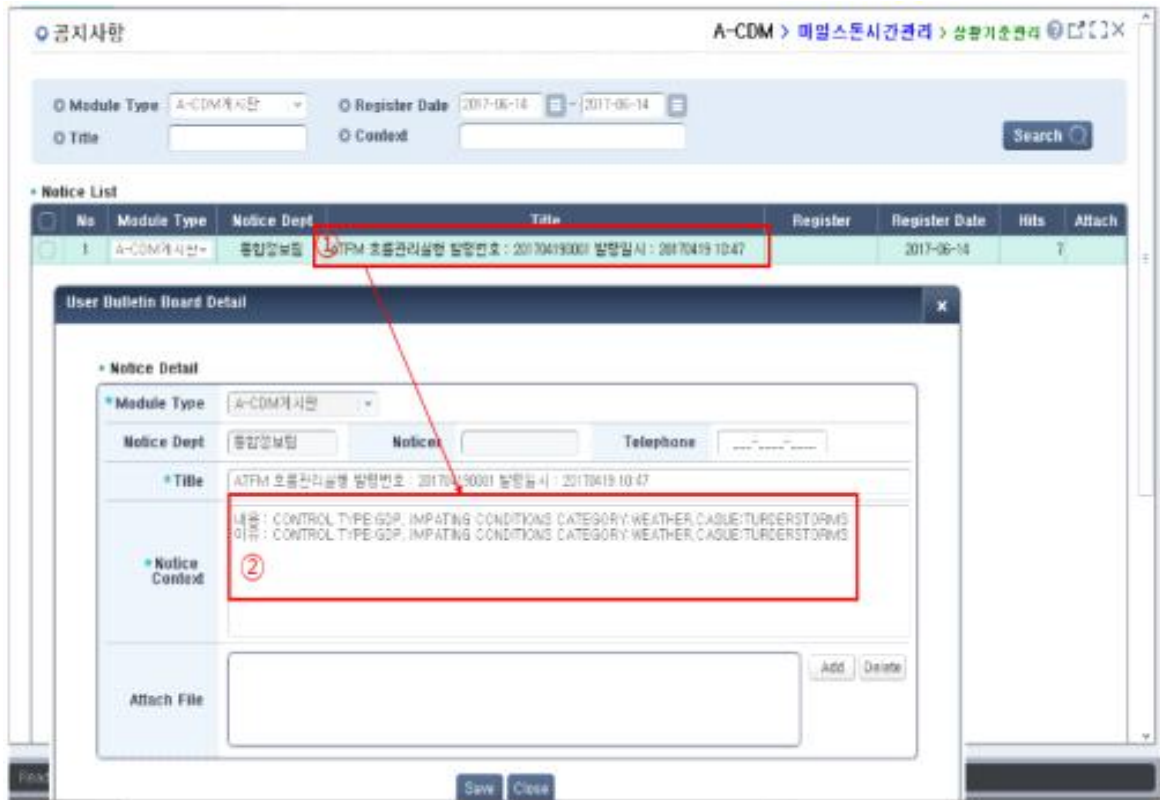 공지사항
A-CDM > 마일스톤시간관리 > 상황기준관리
Module Type A-CDM게시판 Register Date 2017-06-14 ~ 2017-06-14
Title Context Search
Notice List
No Module Type Notice Dept Title Register Register Date Hits Attach
1 A-CDM게시판 통합정보팀 ① ATFM 흐름관리실행 발령번호 : 201704190001 발령일시 : 20170419 10:47 2017-06-14 7
User Bulletin Board Detail ×
Notice Detail
*Module Type A-CDM게시판
Notice Dept 통합정보팀 Noticer Telephone ___-____-____
*Title ATFM 흐름관리실행 발령번호 : 201704190001 발령일시 : 20170419 10:47
내용 : CONTROL TYPE:GDP, IMPATING CONDITIONS CATEGORY:WEATHER,CASUE:TURDERSTORMS
이유 : CONTROL TYPE:GDP, IMPATING CONDITIONS CATEGORY:WEATHER,CASUE:TURDERSTORMS
*Notice
Context
②
Add Delete
Attach File
Save Close